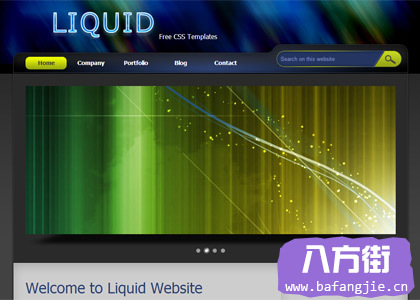 LIQUID
Free CSS Templates
Home Company Portfolio Blog Contact
Search on this website
Welcome to Liquid Website
八方街
www.bafangjie.cn